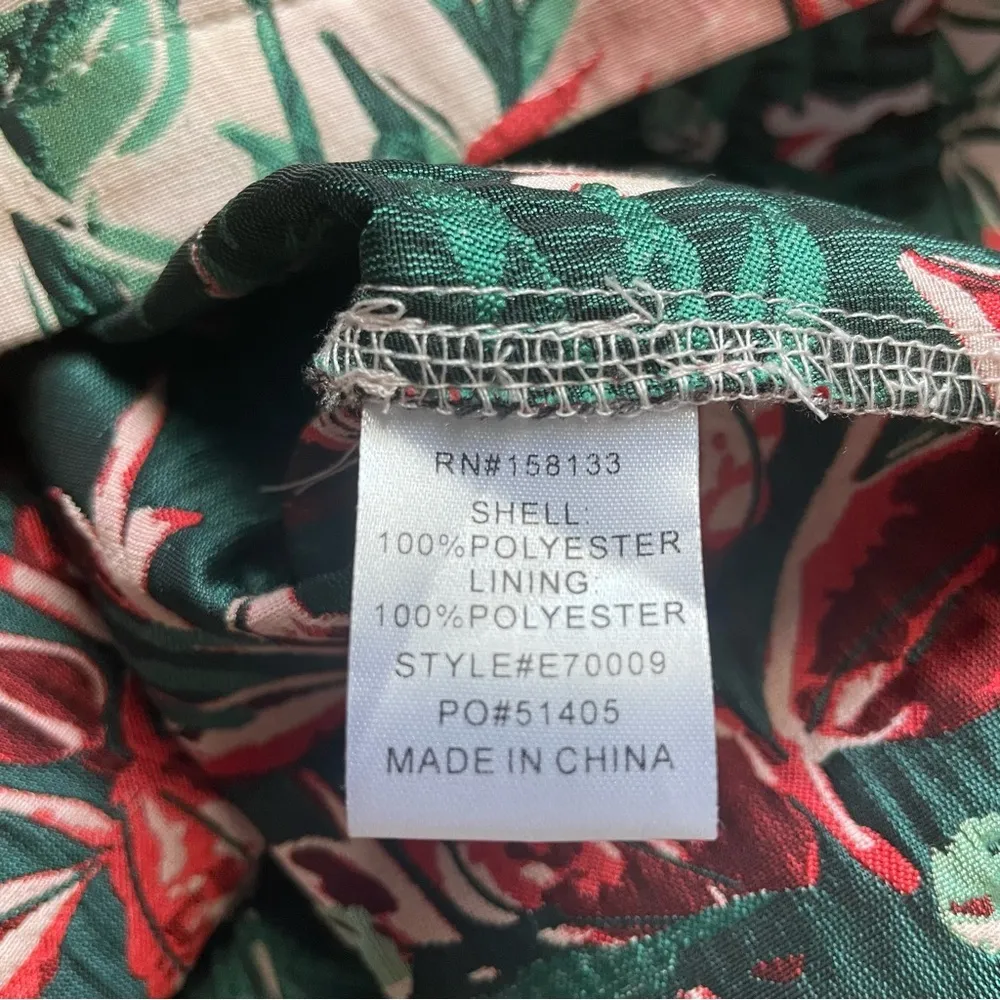 RN#158133
SHELL:
100%POLYESTER
LINING:
100%POLYESTER
STYLE#E70009
PO#51405
MADE IN CHINA